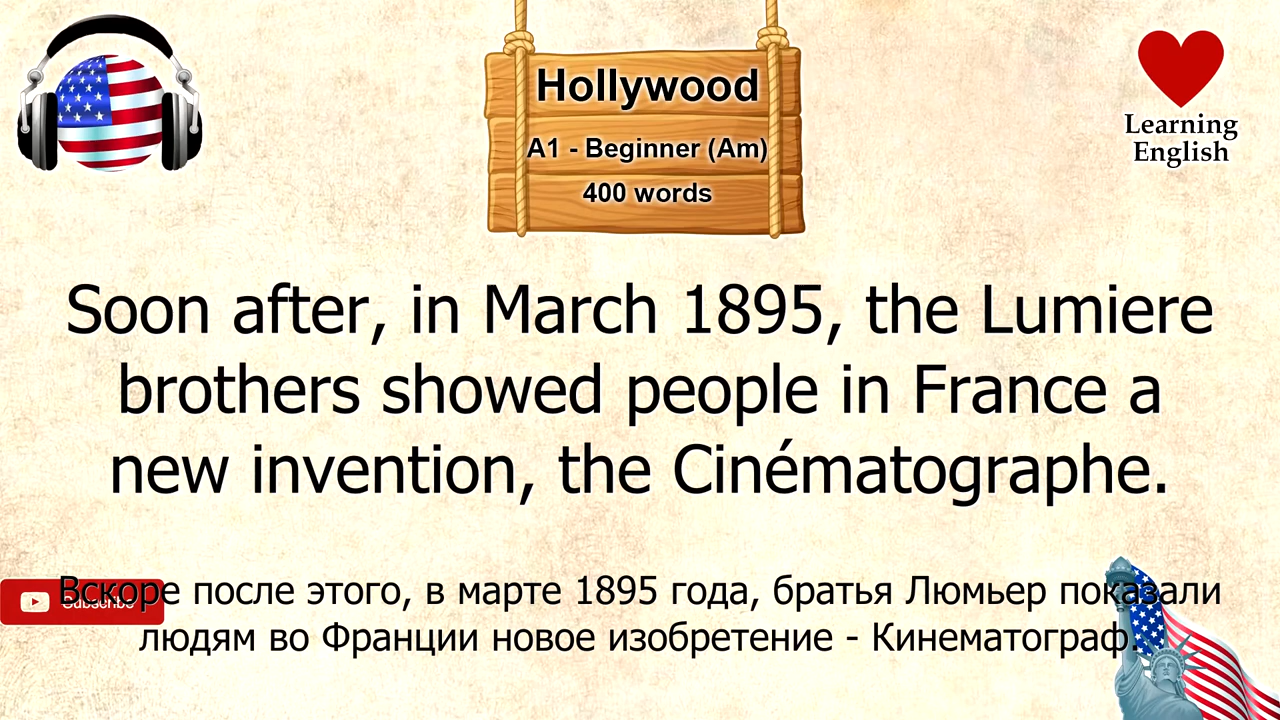 Hollywood
A1 - Beginner (Am)
400 words
Learning
English
Soon after, in March 1895, the Lumiere
brothers showed people in France a
new invention, the Cinématographe.
Вскоре после этого, в марте 1895 года, братья Люмьер показали
людям во Франции новое изобретение - Кинематограф.
Subscribe